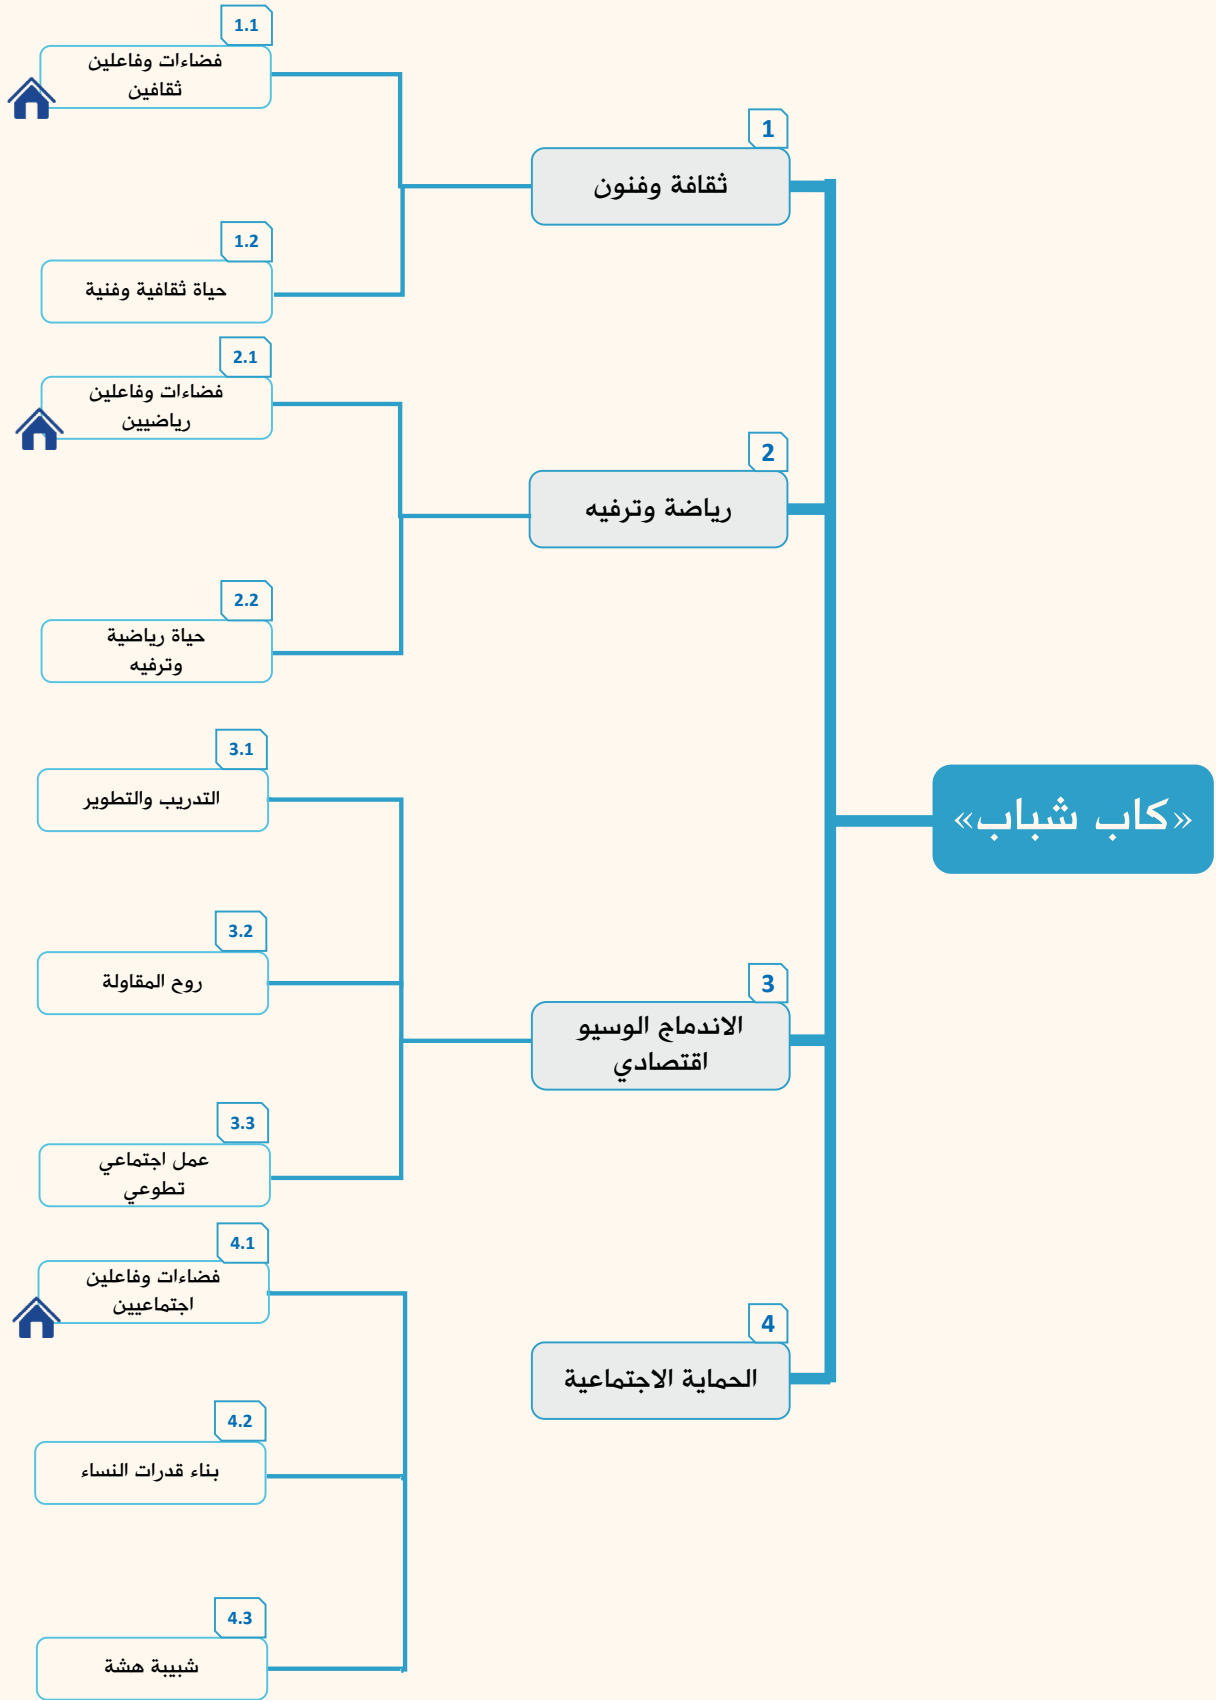 «كاب شباب»
1
ثقافة وفنون
1.1
فضاءات وفاعلين
ثقافين
1.2
حياة ثقافية وفنية
2
رياضة وترفيه
2.1
فضاءات وفاعلين
رياضيين
2.2
حياة رياضية
وترفيه
3
الاندماج الوسيو
اقتصادي
3.1
التدريب والتطوير
3.2
روح المقاولة
3.3
عمل اجتماعي
تطوعي
4
الحماية الاجتماعية
4.1
فضاءات وفاعلين
اجتماعيين
4.2
بناء قدرات النساء
4.3
شبيبة هشة